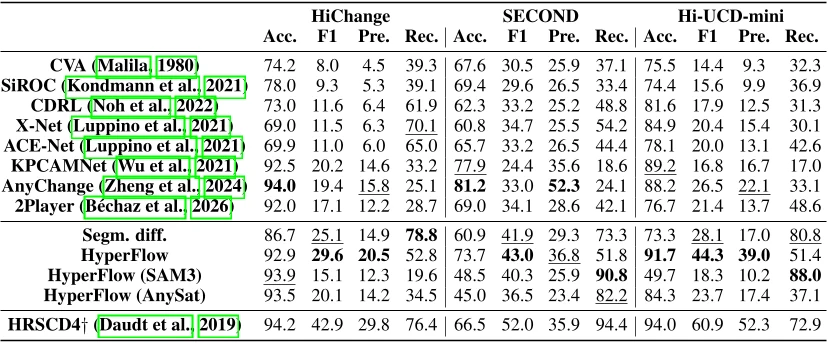 HiChange SECOND Hi-UCD-mini
Acc. F1 Pre. Rec. Acc. F1 Pre. Rec. Acc. F1 Pre. Rec.
CVA (Malila, 1980) 74.2 8.0 4.5 39.3 67.6 30.5 25.9 37.1 75.5 14.4 9.3 32.3
SiROC (Kondmann et al., 2021) 78.0 9.3 5.3 39.1 69.4 29.6 26.5 33.4 74.4 15.6 9.9 36.9
CDRL (Noh et al., 2022) 73.0 11.6 6.4 61.9 62.3 33.2 25.2 48.8 81.6 17.9 12.5 31.3
X-Net (Luppino et al., 2021) 69.0 11.5 6.3 70.1 60.8 34.7 25.5 54.2 84.9 20.4 15.4 30.1
ACE-Net (Luppino et al., 2021) 69.9 11.0 6.0 65.0 65.7 33.2 26.5 44.4 78.1 20.0 13.1 42.6
KPCAMNet (Wu et al., 2021) 92.5 20.2 14.6 33.2 77.9 24.4 35.6 18.6 89.2 16.8 16.7 17.0
AnyChange (Zheng et al., 2024) 94.0 19.4 15.8 25.1 81.2 33.0 52.3 24.1 88.2 26.5 22.1 33.1
2Player (Béchaz et al., 2026) 92.0 17.1 12.2 28.7 69.0 34.1 28.6 42.1 76.7 21.4 13.7 48.6
Segm. diff. 86.7 25.1 14.9 78.8 60.9 41.9 29.3 73.3 73.3 28.1 17.0 80.8
HyperFlow 92.9 29.6 20.5 52.8 73.7 43.0 36.8 51.8 91.7 44.3 39.0 51.4
HyperFlow (SAM3) 93.9 15.1 12.3 19.6 48.5 40.3 25.9 90.8 49.7 18.3 10.2 88.0
HyperFlow (AnySat) 93.5 20.1 14.2 34.5 45.0 36.5 23.4 82.2 84.3 23.7 17.4 37.1
HRSCD4† (Daudt et al., 2019) 94.2 42.9 29.8 76.4 66.5 52.0 35.9 94.4 94.0 60.9 52.3 72.9